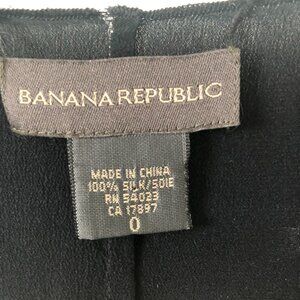 BANANA REPUBLIC
MADE IN CHINA
100% SILK/SOIE
RN 54023
CA 17897
0